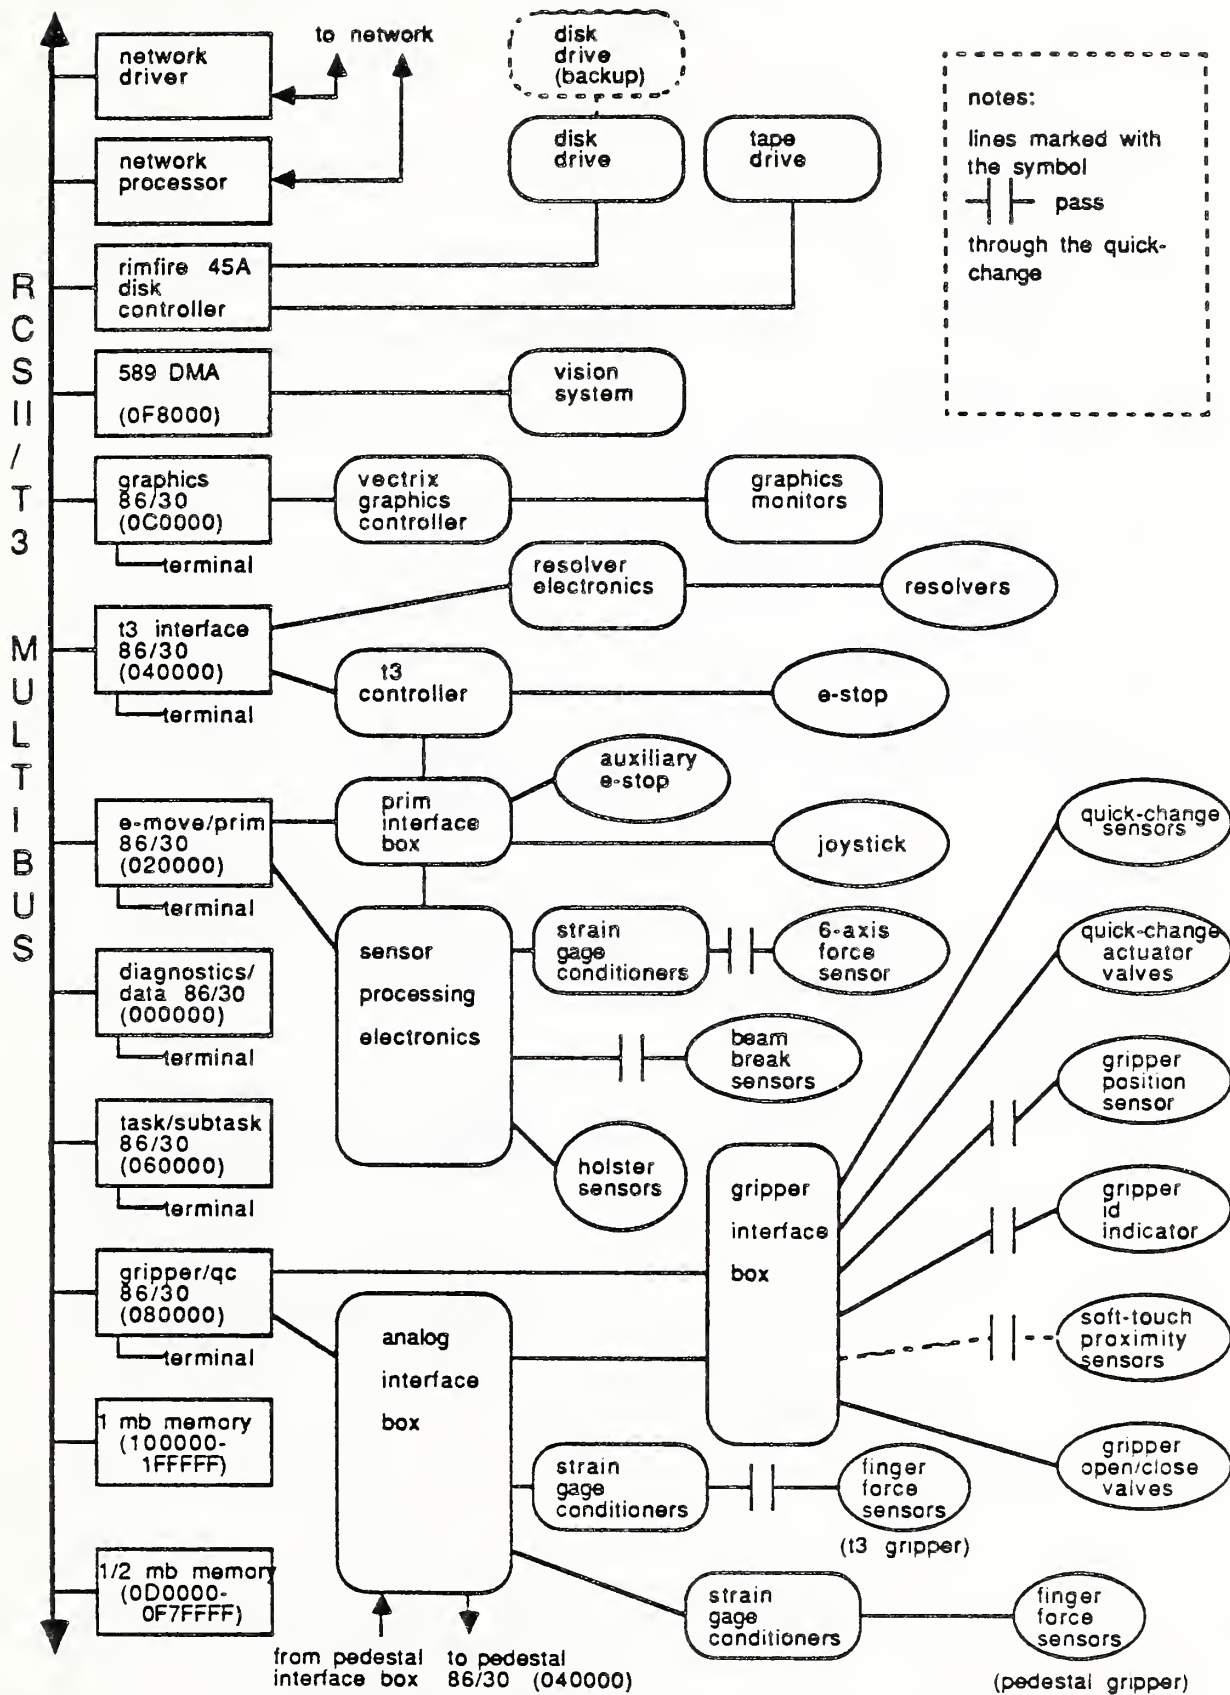 RCSII/T3 MULTIBUS
network
driver
to network
disk
drive
(backup)
notes:
lines marked with
the symbol
pass
through the quick-
change
network
processor
disk
drive
tape
drive
rimfire 45A
disk
controller
589 DMA
(0F8000)
vision
system
graphics
86/30
(0C0000)
terminal
vectrix
graphics
controller
graphics
monitors
resolver
electronics
resolvers
t3 interface
86/30
(040000)
terminal
t3
controller
e-stop
auxiliary
e-stop
e-move/prim
86/30
(020000)
terminal
prim
interface
box
joystick
quick-change
sensors
sensor
processing
electronics
strain
gage
conditioners
6-axis
force
sensor
quick-change
actuator
valves
diagnostics/
data 86/30
(000000)
terminal
beam
break
sensors
gripper
position
sensor
task/subtask
86/30
(060000)
terminal
holster
sensors
gripper
interface
box
gripper
id
indicator
gripper/qc
86/30
(080000)
terminal
analog
interface
box
soft-touch
proximity
sensors
1 mb memory
(100000-
1FFFFF)
strain
gage
conditioners
finger
force
sensors
(t3 gripper)
gripper
open/close
valves
1/2 mb memory
(0D0000-
0F7FFFF)
strain
gage
conditioners
finger
force
sensors
(pedestal gripper)
from pedestal
interface box
to pedestal
86/30 (040000)